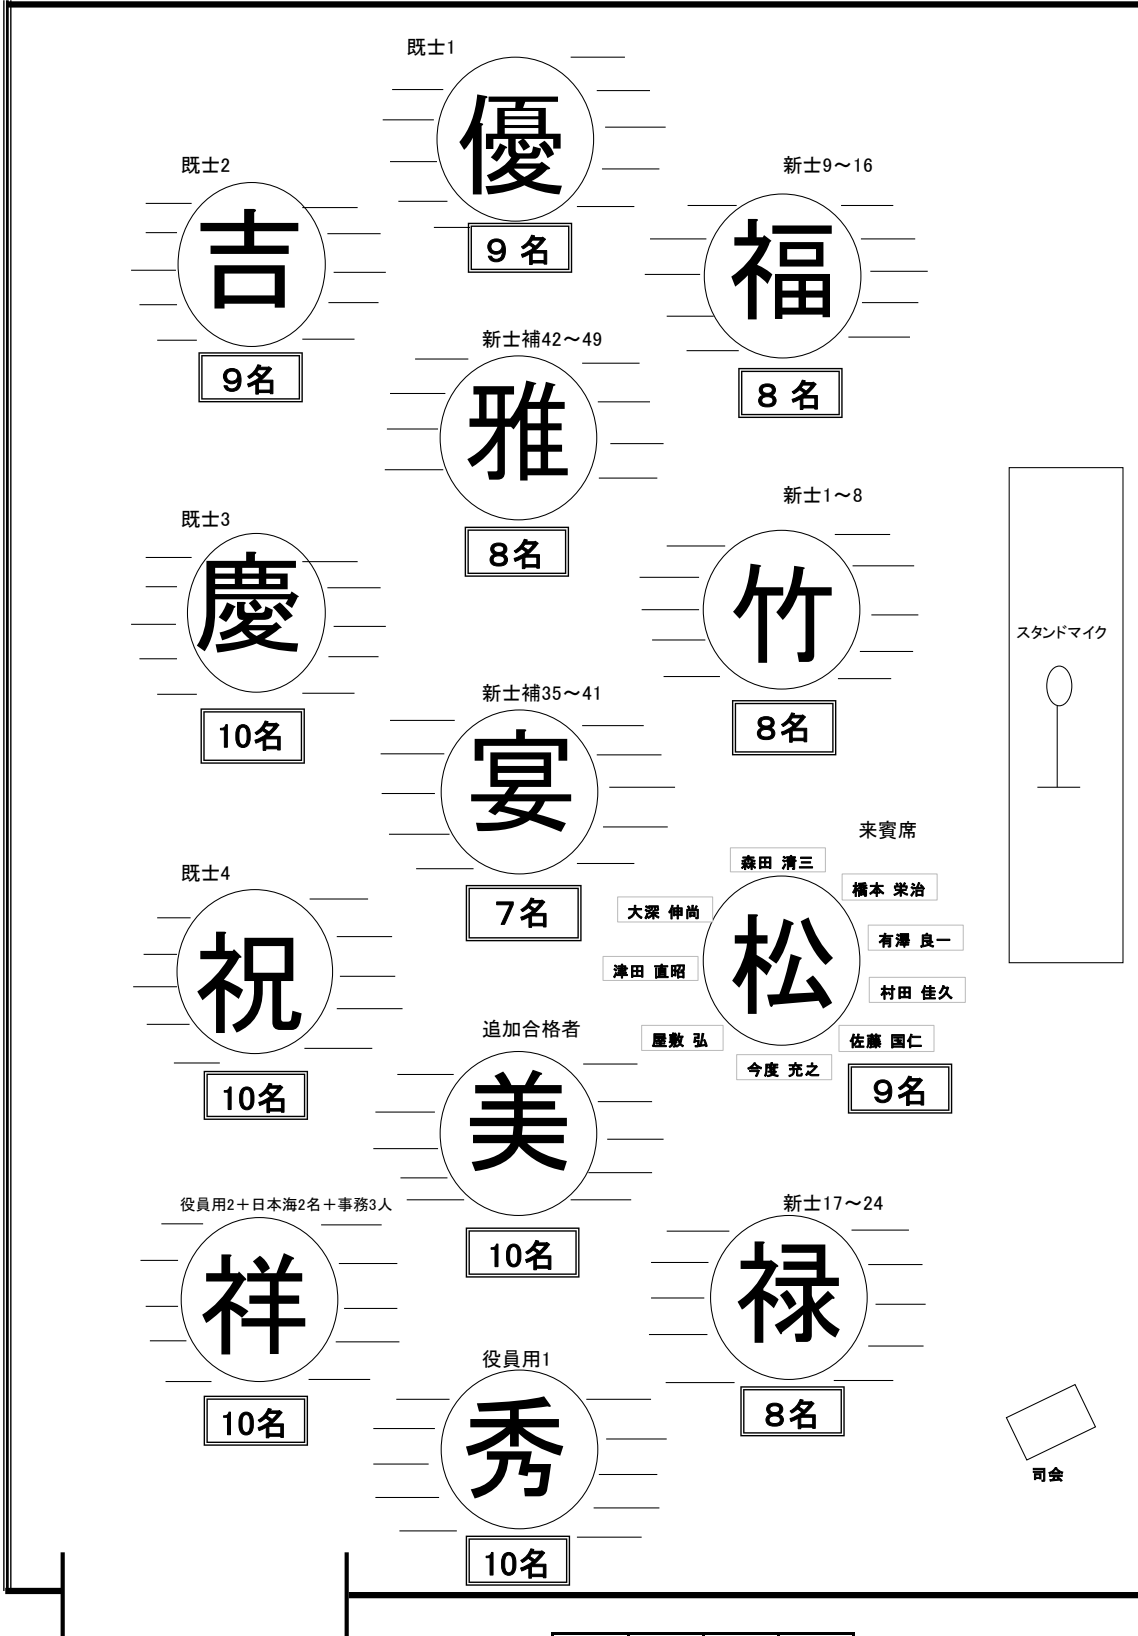 既士1
優
9 名
既士2
吉
9名
新士9～16
福
8 名
新士補42～49
雅
8名
既士3
慶
10名
新士1～8
竹
8名
スタンドマイク
新士補35～41
宴
7名
来賓席
森田 清三
橋本 栄治
大深 伸尚
有澤 良一
津田 直昭
村田 佳久
屋敷 弘
佐藤 国仁
今度 充之
松
9名
既士4
祝
10名
追加合格者
美
10名
役員用2＋日本海2名＋事務3人
祥
10名
新士17～24
禄
8名
役員用1
秀
10名
司会